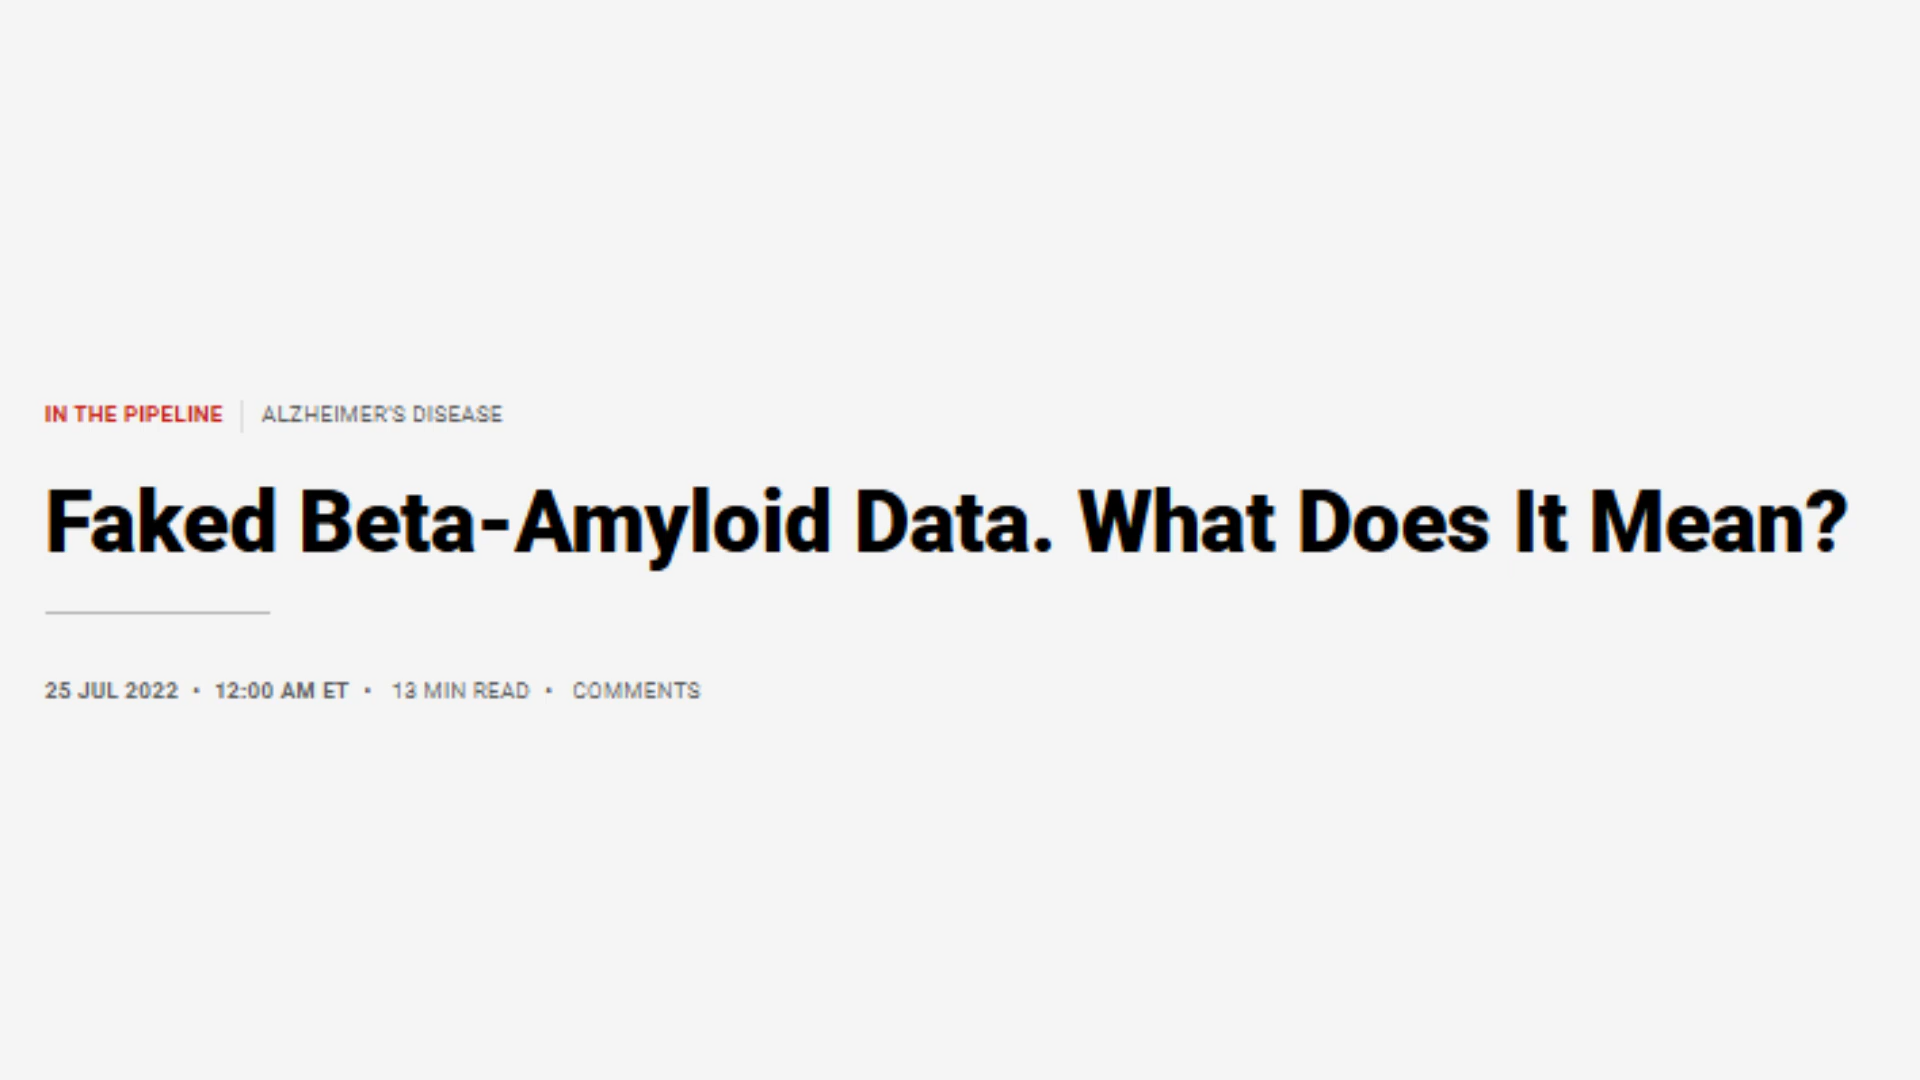 IN THE PIPELINE | ALZHEIMER'S DISEASE
Faked Beta-Amyloid Data. What Does It Mean?
25 JUL 2022 • 12:00 AM ET • 13 MIN READ • COMMENTS